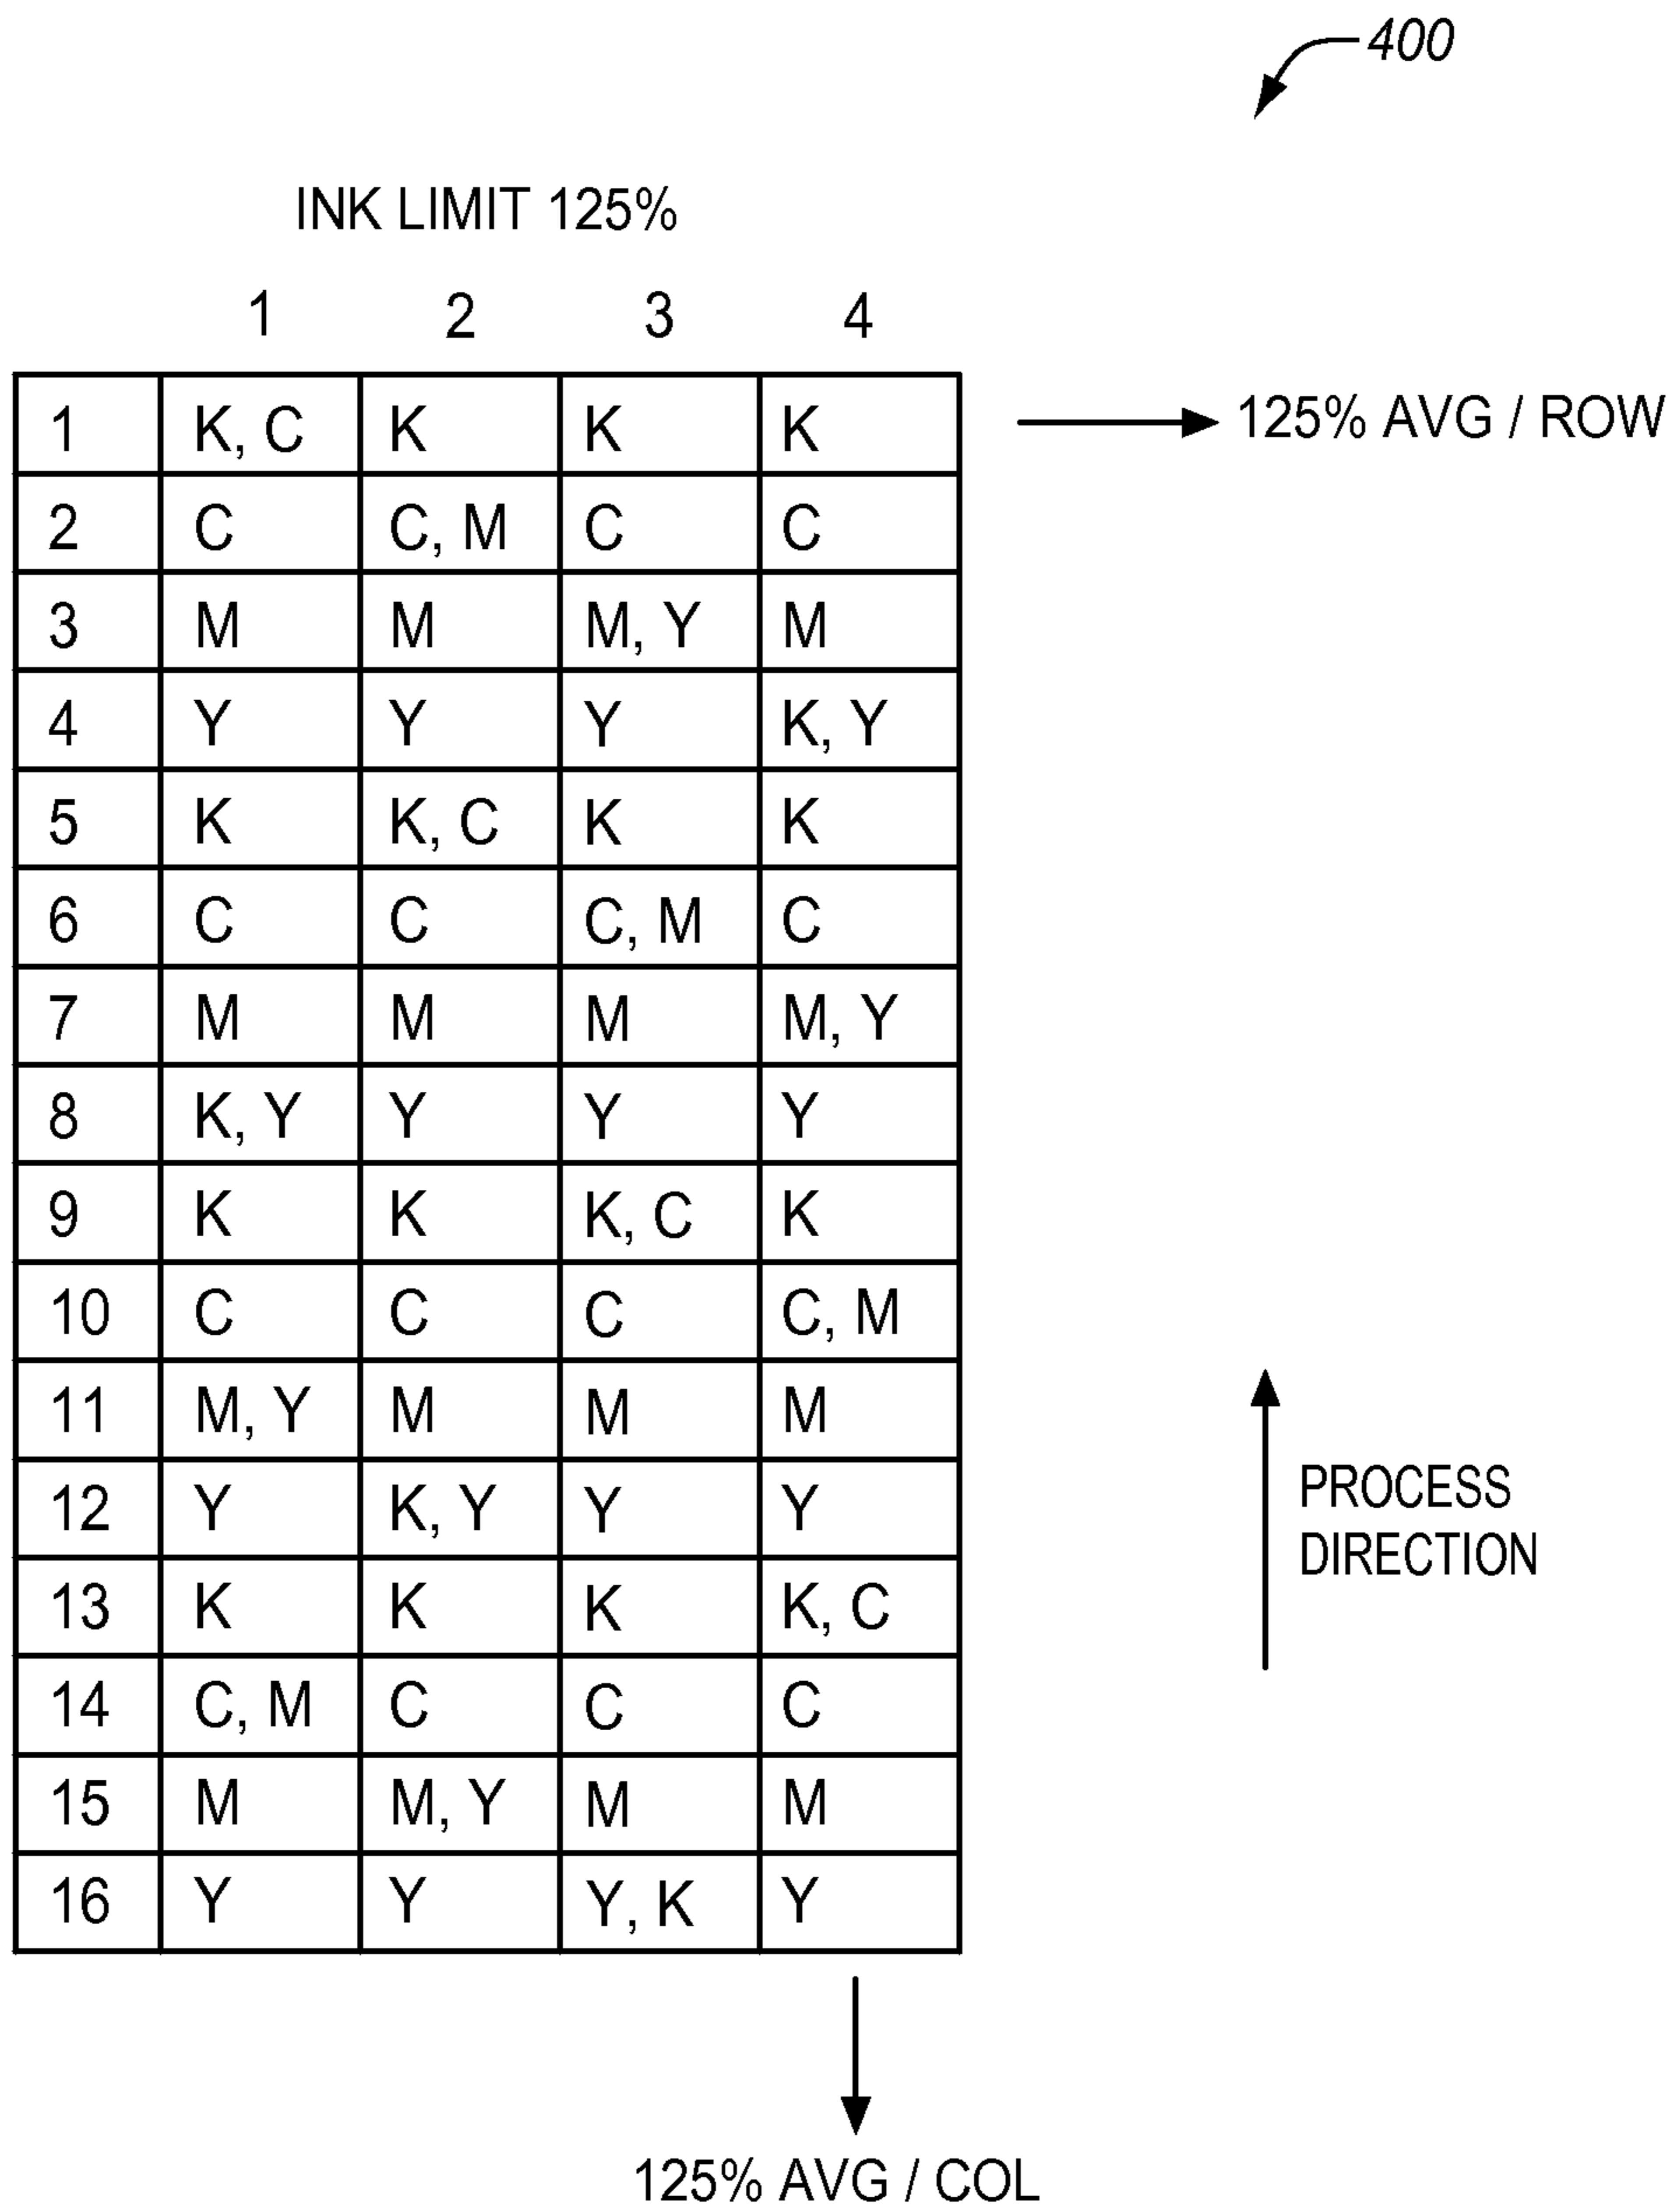 400
INK LIMIT 125%
1 2 3 4
1 K, C K K K
125% AVG / ROW
2 C C, M C C
3 M M M, Y M
4 Y Y Y K, Y
5 K K, C K K
6 C C C, M C
7 M M M M, Y
8 K, Y Y Y Y
9 K K K, C K
10 C C C C, M
11 M, Y M M M
12 Y K, Y Y Y
PROCESS
DIRECTION
13 K K K K, C
14 C, M C C C
15 M M, Y M M
16 Y Y Y, K Y
125% AVG / COL